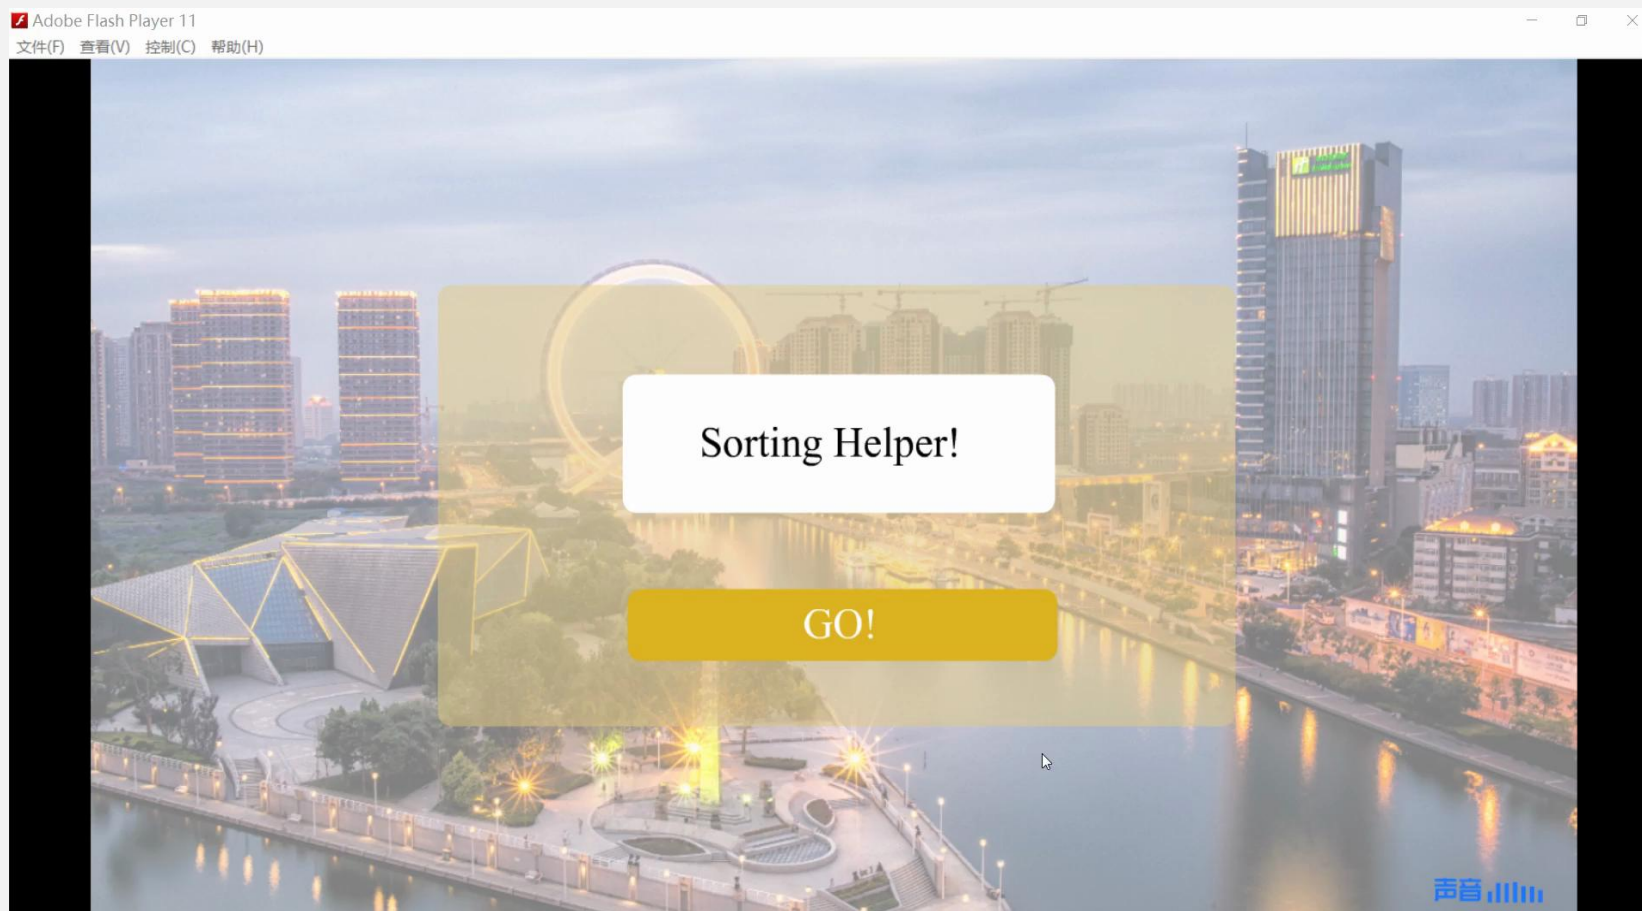 Adobe Flash Player 11
文件(F) 查看(V) 控制(C) 帮助(H)
Sorting Helper!
GO!
声音